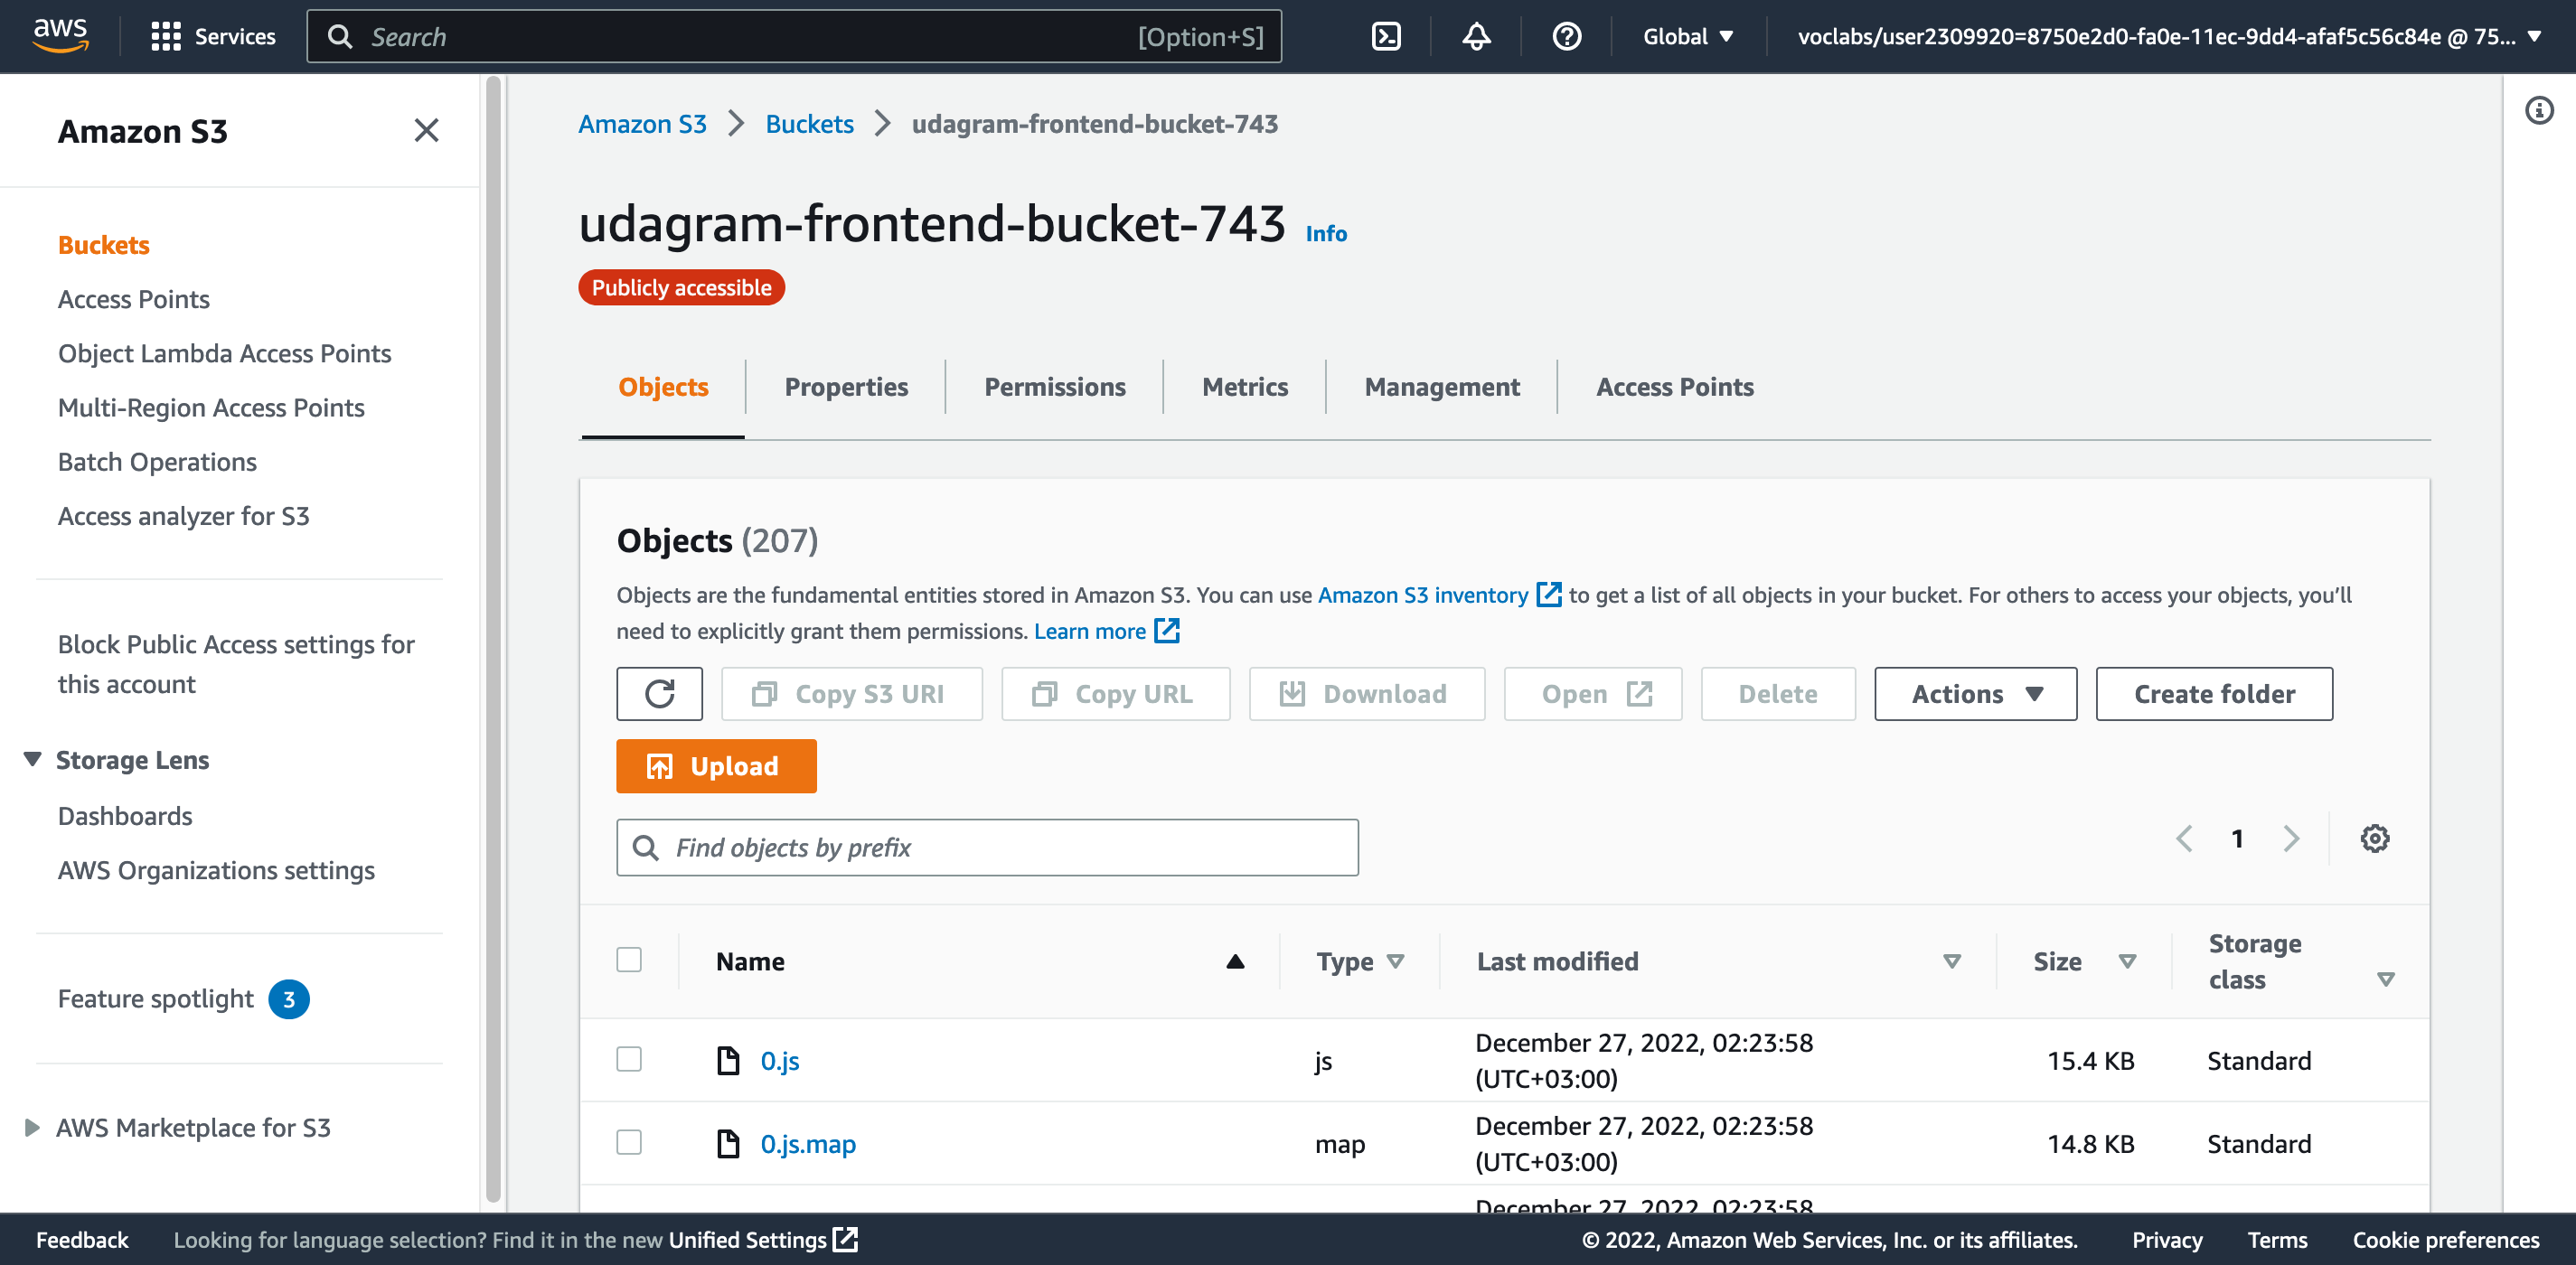 aws
Services
Search
[Option+S]
Global
voclabs/user2309920=8750e2d0-fa0e-11ec-9dd4-afaf5c56c84e @ 75...
Amazon S3
Buckets
Access Points
Object Lambda Access Points
Multi-Region Access Points
Batch Operations
Access analyzer for S3
Block Public Access settings for
this account
Storage Lens
Dashboards
AWS Organizations settings
Feature spotlight 3
AWS Marketplace for S3
Amazon S3 > Buckets > udagram-frontend-bucket-743
udagram-frontend-bucket-743 Info
Publicly accessible
Objects
Properties
Permissions
Metrics
Management
Access Points
Objects (207)
Objects are the fundamental entities stored in Amazon S3. You can use Amazon S3 inventory to get a list of all objects in your bucket. For others to access your objects, you'll
need to explicitly grant them permissions. Learn more
Copy S3 URI
Copy URL
Download
Open
Delete
Actions
Create folder
Upload
Find objects by prefix
1
Name
Type
Last modified
Size
Storage
class
0.js
js
December 27, 2022, 02:23:58
(UTC+03:00)
15.4 KB
Standard
0.js.map
map
December 27, 2022, 02:23:58
(UTC+03:00)
14.8 KB
Standard
December 27, 2022, 02:23:58
Feedback
Looking for language selection? Find it in the new Unified Settings
© 2022, Amazon Web Services, Inc. or its affiliates.
Privacy
Terms
Cookie preferences